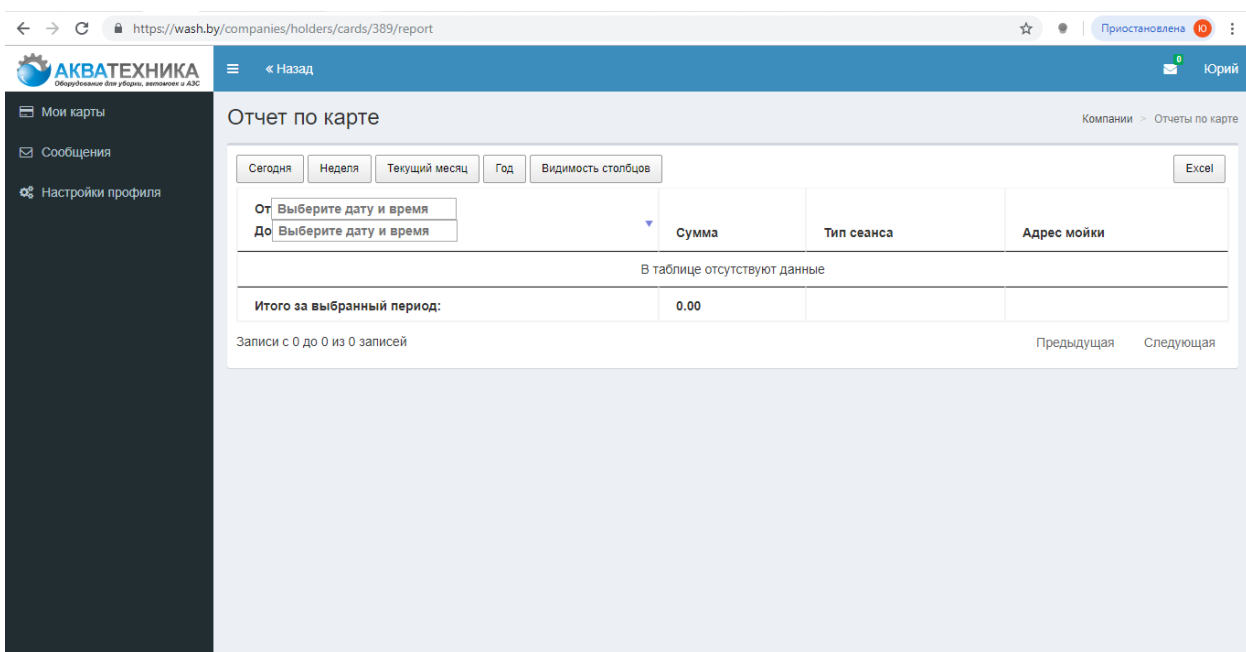 https://wash.by/companies/holders/cards/389/report
Приостановлена Ю
АКВАТЕХНИКА
Оборудование для уборки, автомоек и АЗС
« Назад
0
Юрий
Мои карты
Сообщения
Настройки профиля
Отчет по карте
Компании > Отчеты по карте
Сегодня Неделя Текущий месяц Год Видимость столбцов Excel
От Выберите дату и время
До Выберите дату и время
Сумма Тип сеанса Адрес мойки
В таблице отсутствуют данные
Итого за выбранный период: 0.00
Записи с 0 до 0 из 0 записей
Предыдущая Следующая